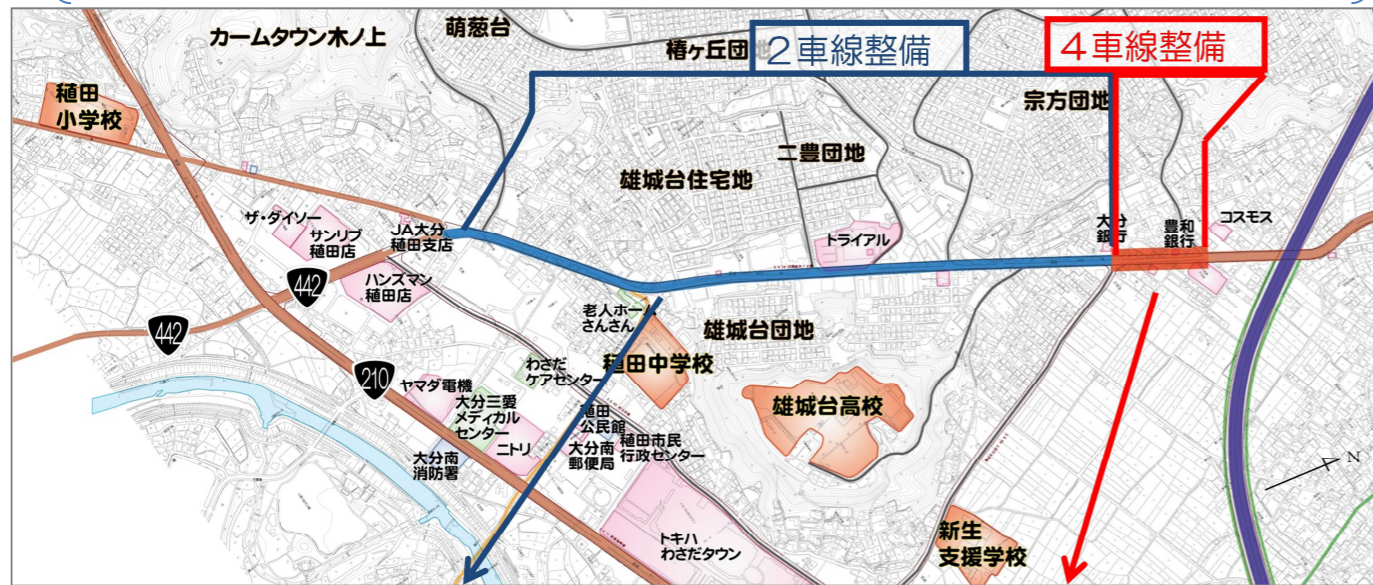 カームタウン木ノ上
萌葱台
椿ヶ丘団地
2車線整備
4車線整備
宗方団地
稙田
小学校
二豊団地
雄城台住宅地
ザ・ダイソー
サンリブ
稙田店
JA大分
稙田支店
トライアル
大分
銀行
豊和
銀行
コスモス
ハンズマン
稙田店
442
442
老人ホーム
さんさん
雄城台団地
稙田中学校
わさだ
ケアセンター
雄城台高校
210
ヤマダ電機
大分三愛
メディカル
センター
ニトリ
大分南
消防署
稙田
公民館
大分南
郵便局
稙田市民
行政センター
トキハ
わさだタウン
新生
支援学校
N